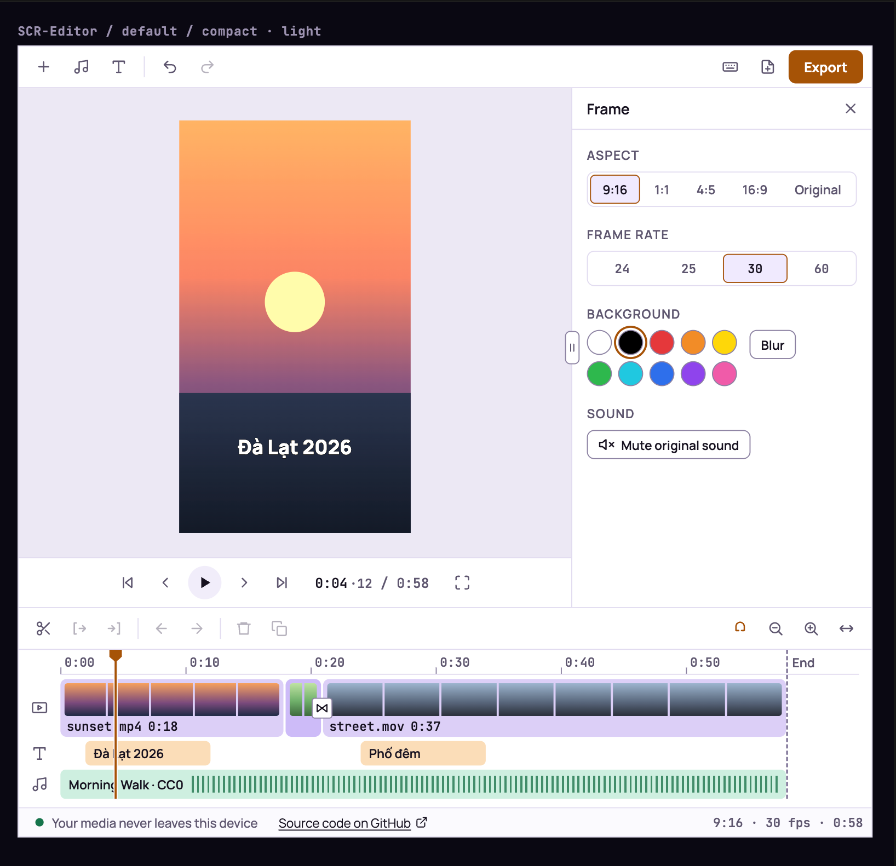 SCR-Editor / default / compact · light
Export
Frame
ASPECT
9:16 1:1 4:5 16:9 Original
FRAME RATE
24 25 30 60
BACKGROUND
Blur
SOUND
Mute original sound
Đà Lạt 2026
0:04·12 / 0:58
0:00 0:10 0:20 0:30 0:40 0:50 End
sunset.mp4 0:18 street.mov 0:37
Đà Lạt 2026 Phố đêm
Morning Walk · CC0
Your media never leaves this device Source code on GitHub 9:16 · 30 fps · 0:58